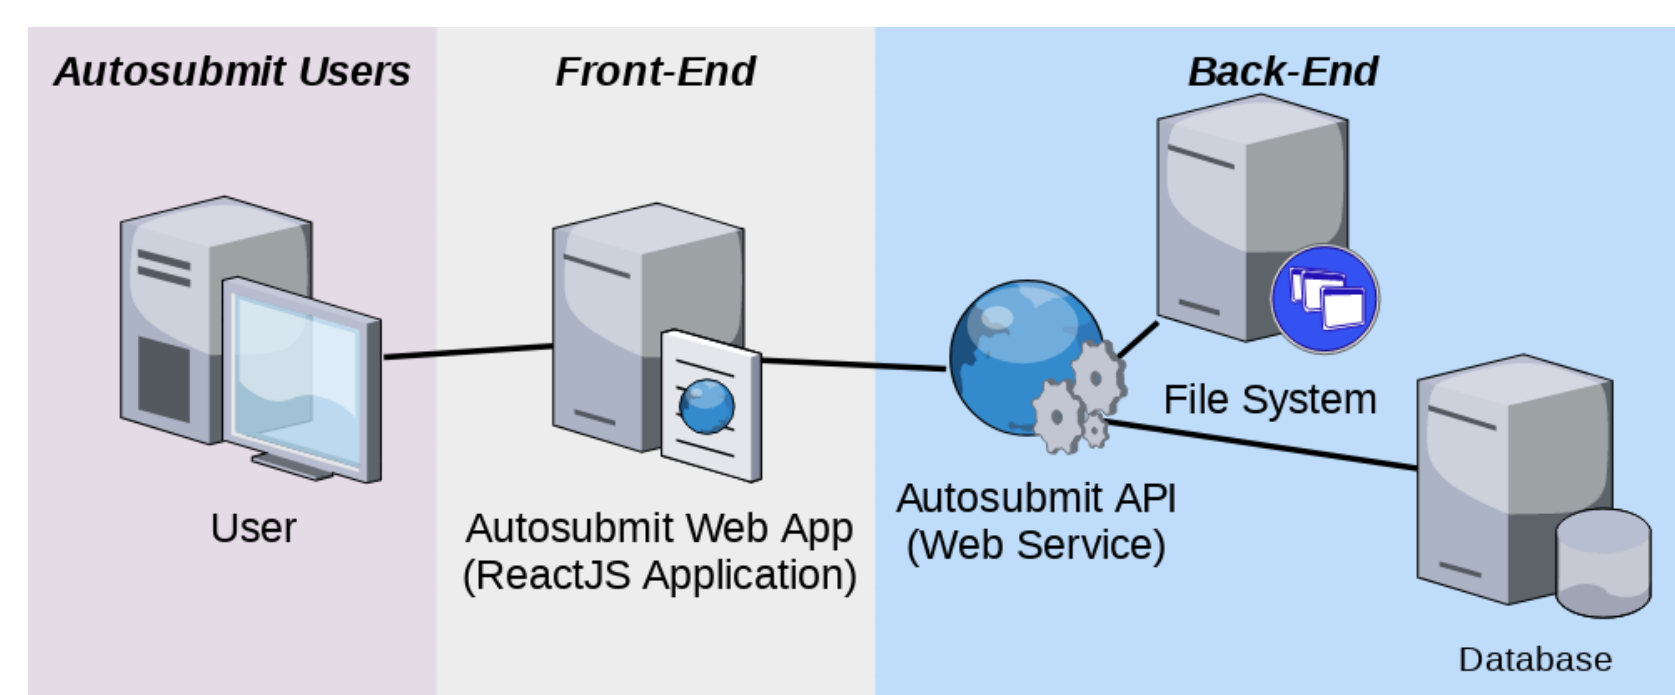 Autosubmit Users
Front-End
Back-End
User
Autosubmit Web App
(ReactJS Application)
Autosubmit API
(Web Service)
File System
Database